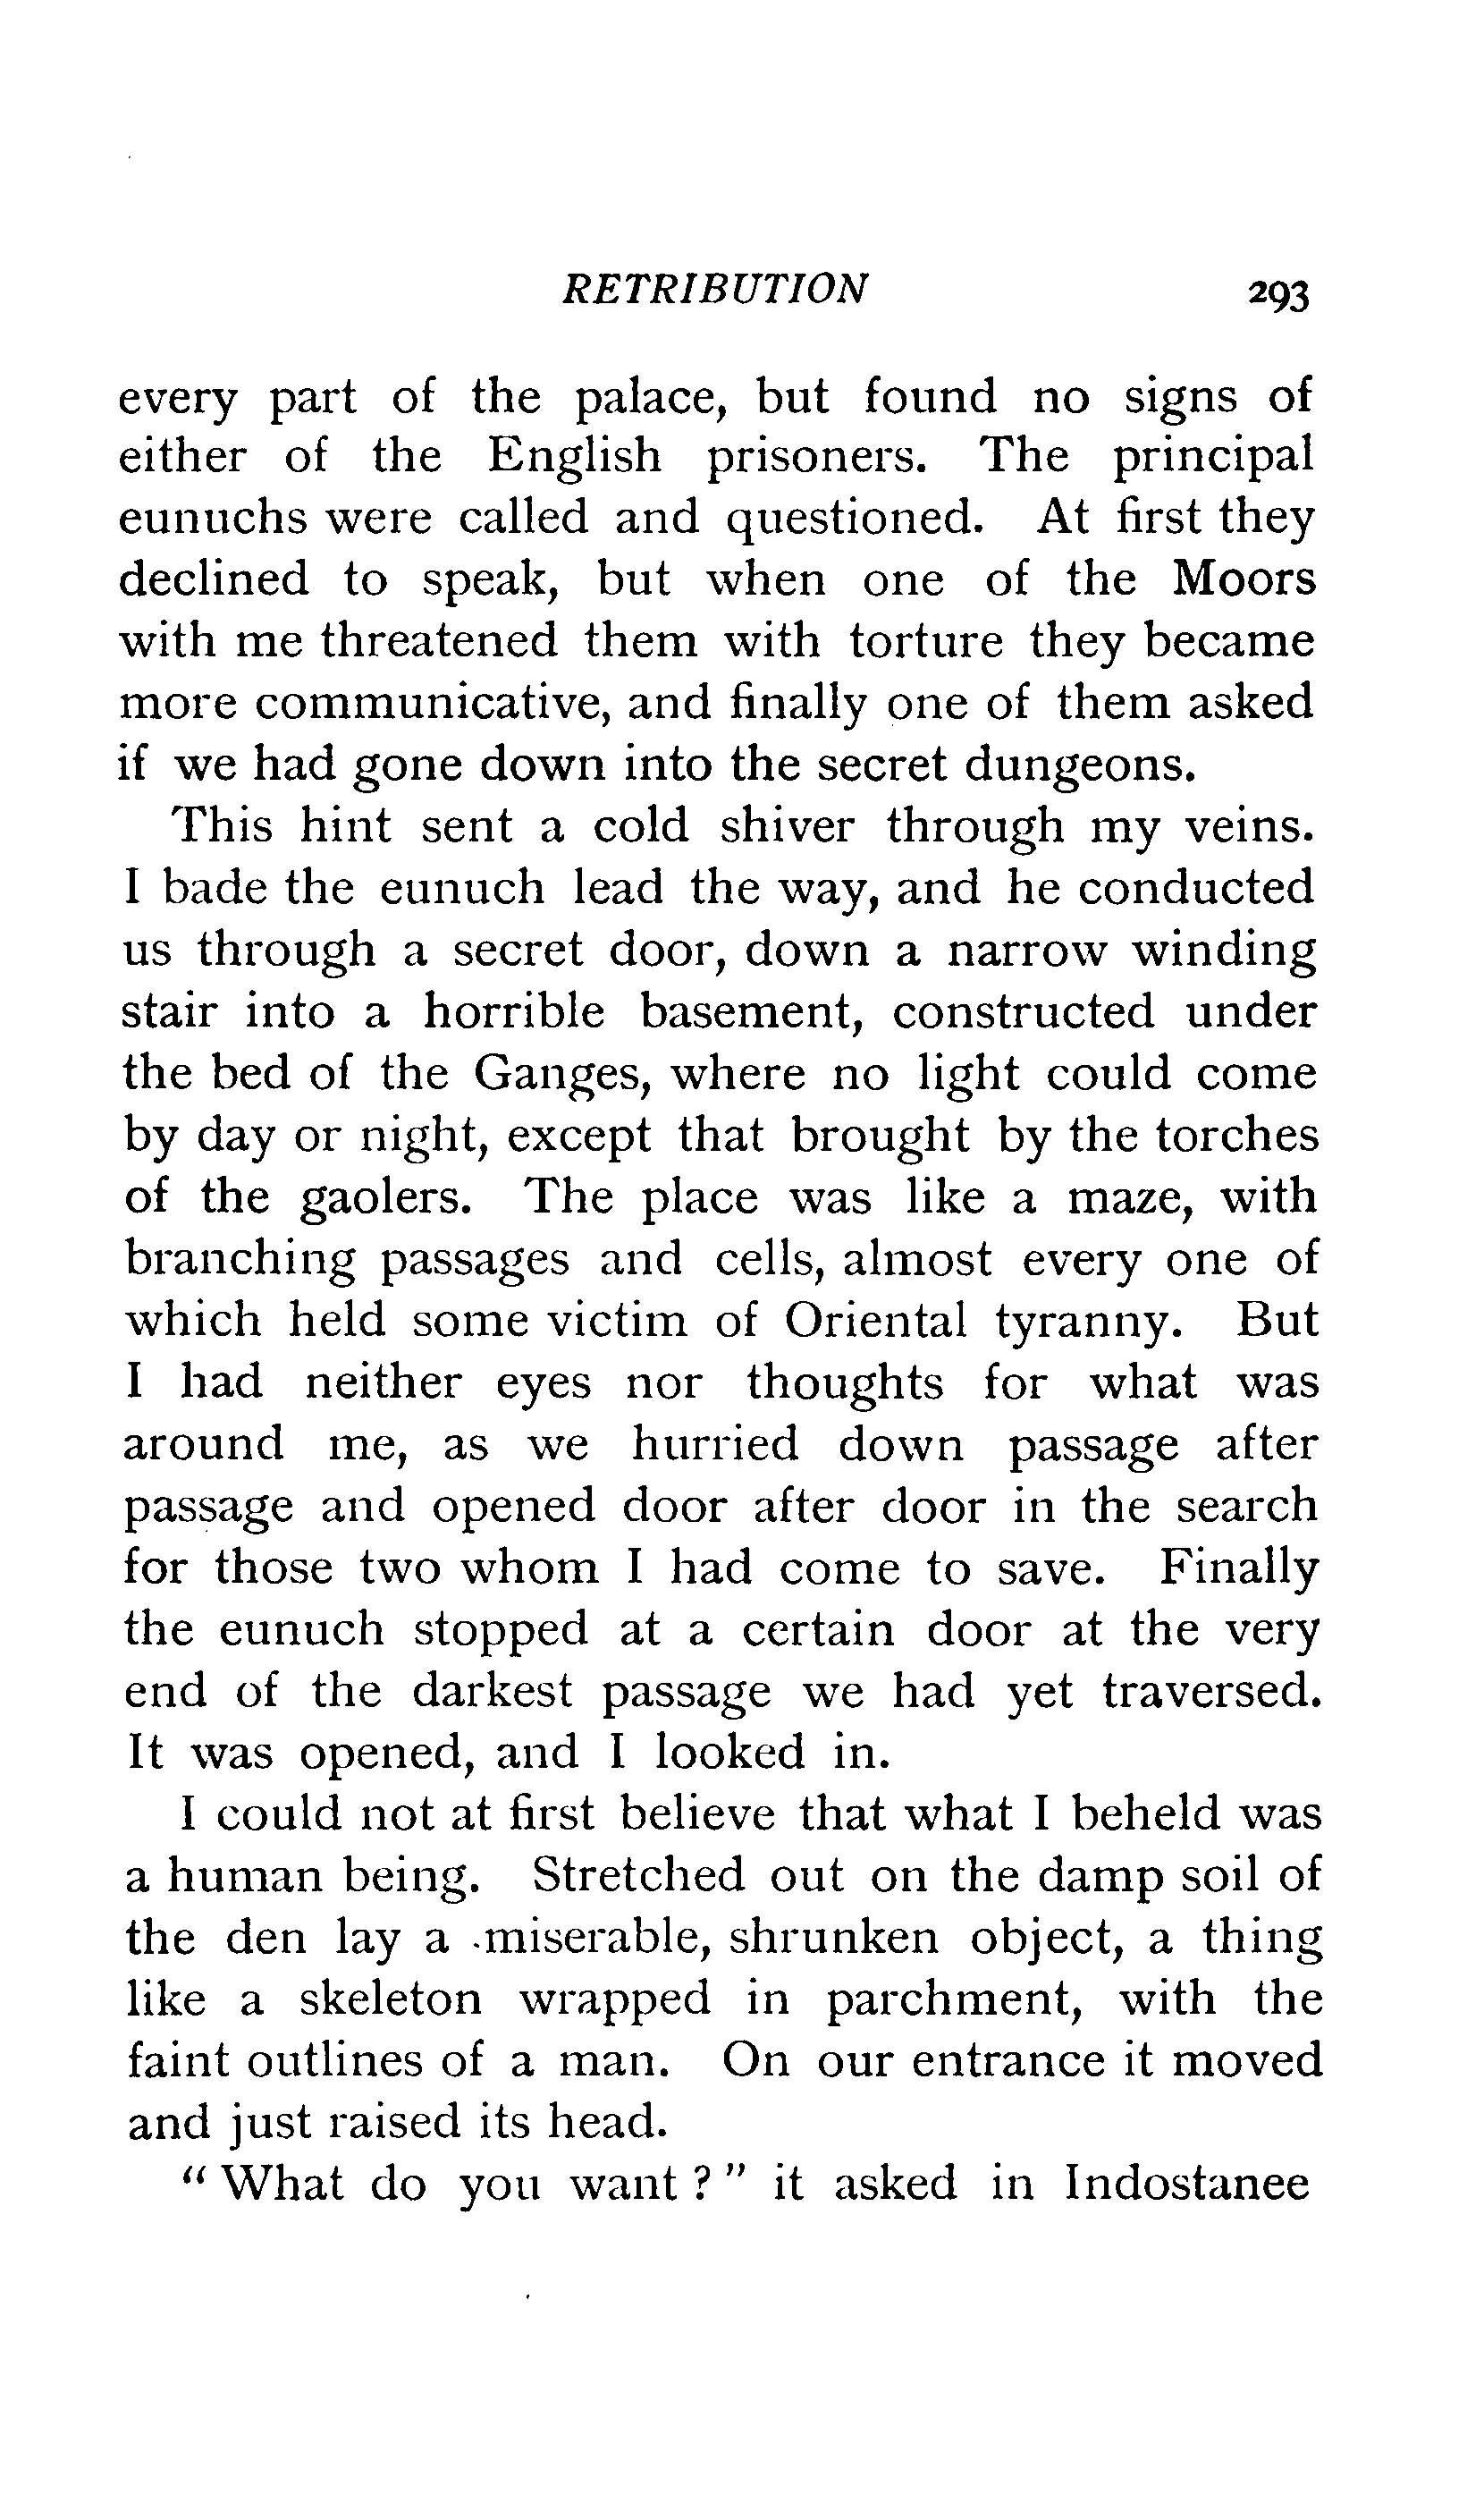 RETRIBUTION 293
every part of the palace, but found no signs of
either of the English prisoners. The principal
eunuchs were called and questioned. At first they
declined to speak, but when one of the Moors
with me threatened them with torture they became
more communicative, and finally one of them asked
if we had gone down into the secret dungeons.
This hint sent a cold shiver through my veins.
I bade the eunuch lead the way, and he conducted
us through a secret door, down a narrow winding
stair into a horrible basement, constructed under
the bed of the Ganges, where no light could come
by day or night, except that brought by the torches
of the gaolers. The place was like a maze, with
branching passages and cells, almost every one of
which held some victim of Oriental tyranny. But
I had neither eyes nor thoughts for what was
around me, as we hurried down passage after
passage and opened door after door in the search
for those two whom I had come to save. Finally
the eunuch stopped at a certain door at the very
end of the darkest passage we had yet traversed.
It was opened, and I looked in.
I could not at first believe that what I beheld was
a human being. Stretched out on the damp soil of
the den lay a miserable, shrunken object, a thing
like a skeleton wrapped in parchment, with the
faint outlines of a man. On our entrance it moved
and just raised its head.
"What do you want?" it asked in Indostanee